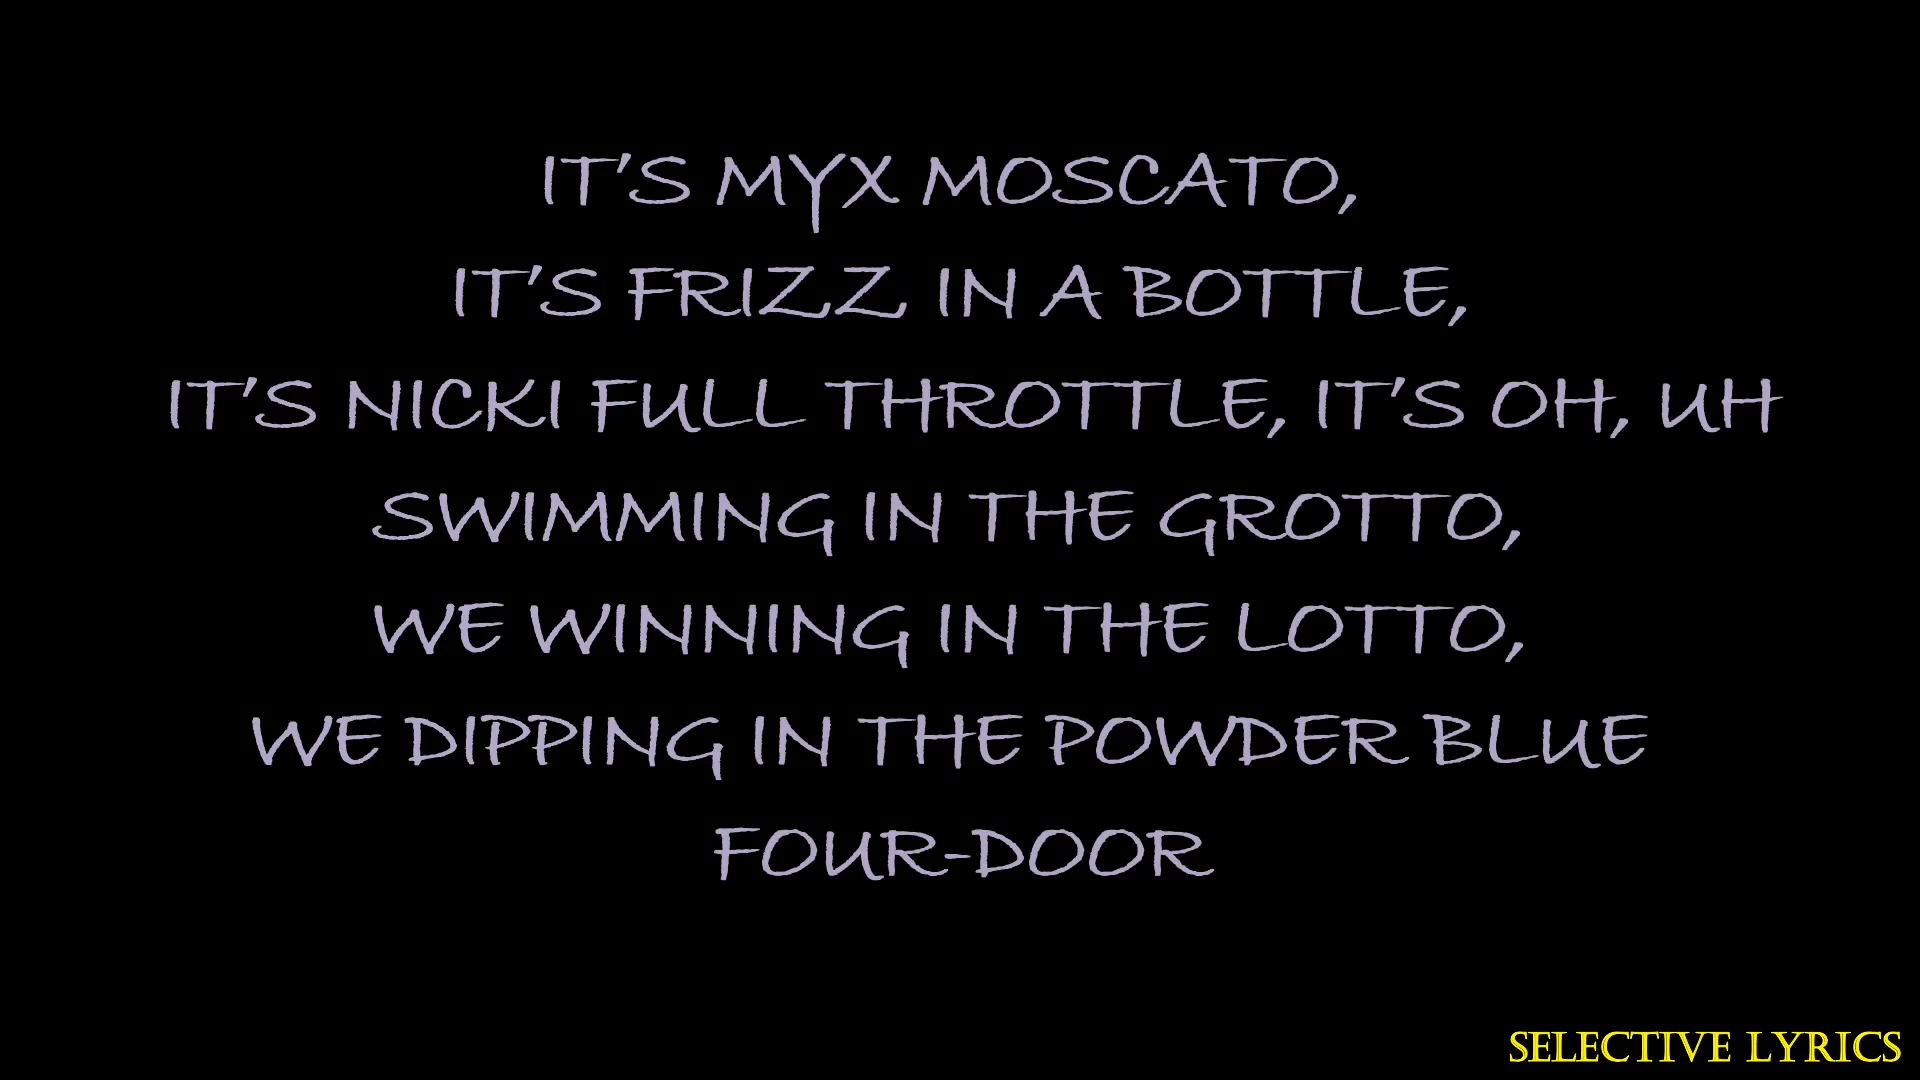 IT'S MYX MOSCATO,
IT'S FRIZZ IN A BOTTLE,
IT'S NICKI FULL THROTTLE, IT'S OH, UH
SWIMMING IN THE GROTTO,
WE WINNING IN THE LOTTO,
WE DIPPING IN THE POWDER BLUE
FOUR-DOOR
SELECTIVE LYRICS